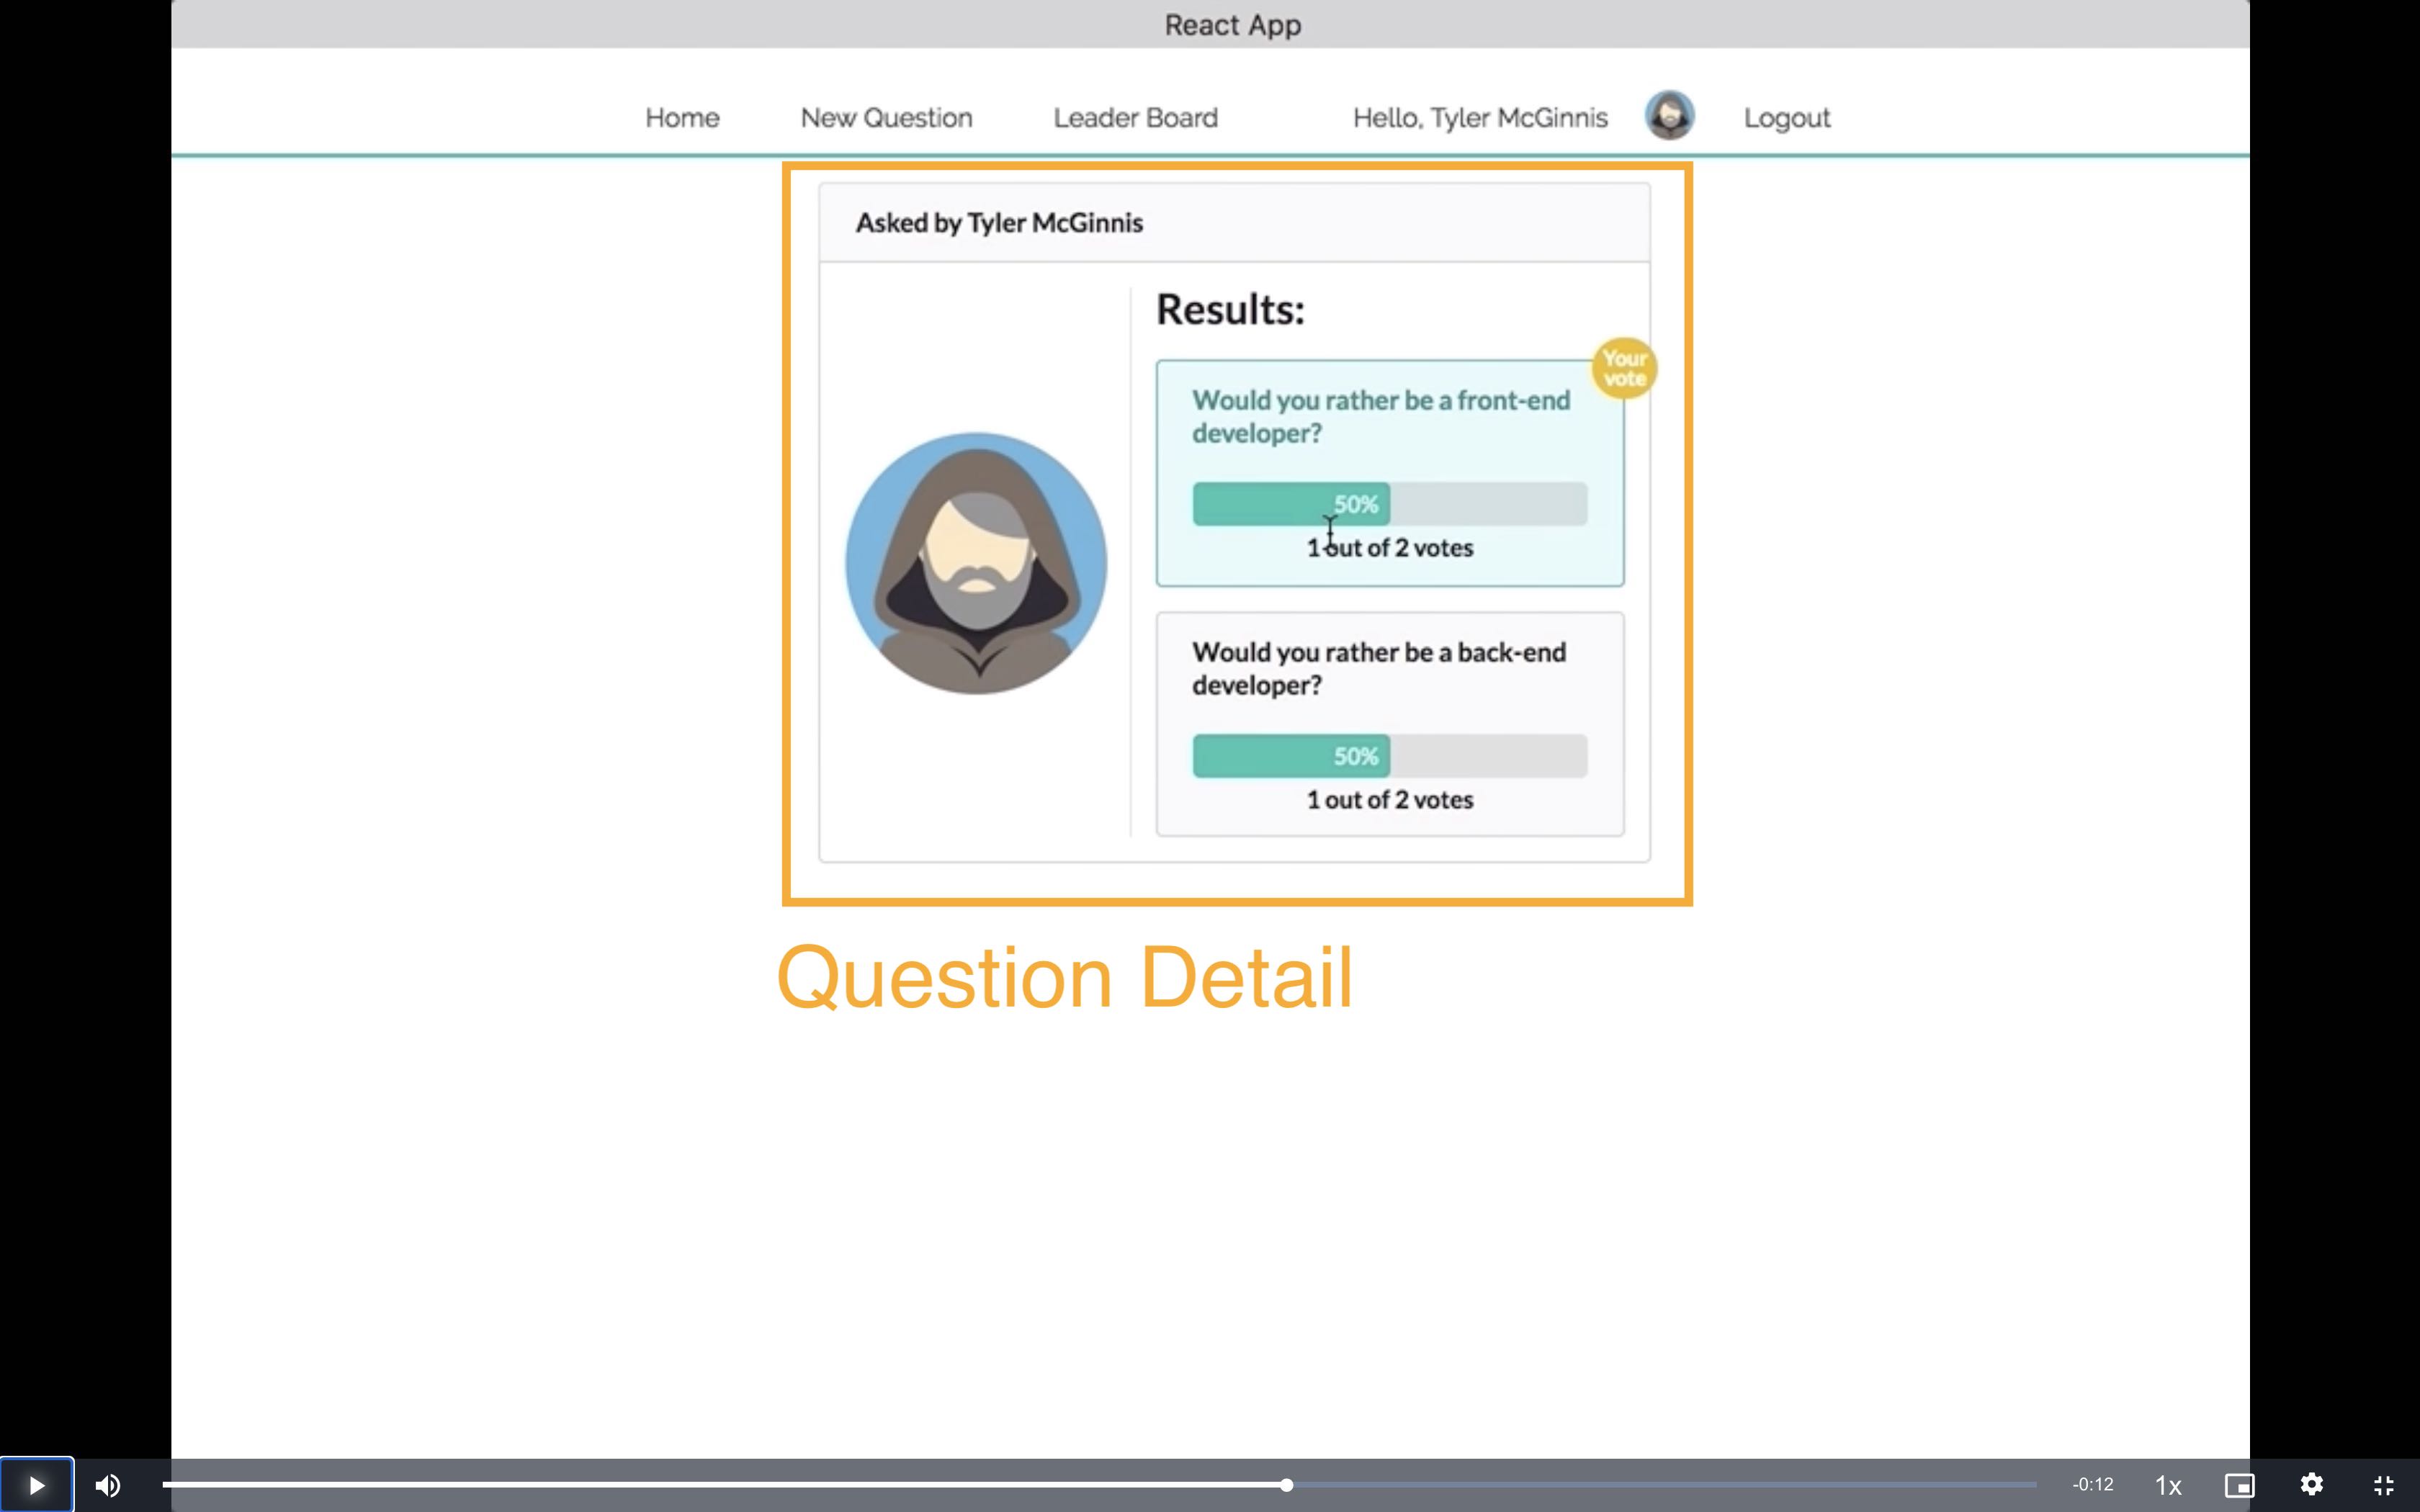 React App
Home New Question Leader Board Hello, Tyler McGinnis Logout
Asked by Tyler McGinnis
Results:
Your
vote
Would you rather be a front-end
developer?
50%
1 out of 2 votes
Would you rather be a back-end
developer?
50%
1 out of 2 votes
Question Detail
-0:12 1x